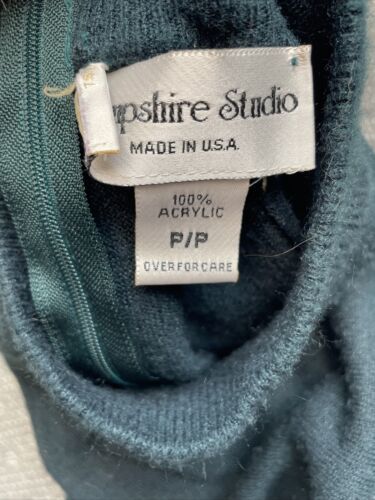 mpshire Studio
MADE IN U.S.A.
100%
ACRYLIC
P/P
OVER FOR CARE